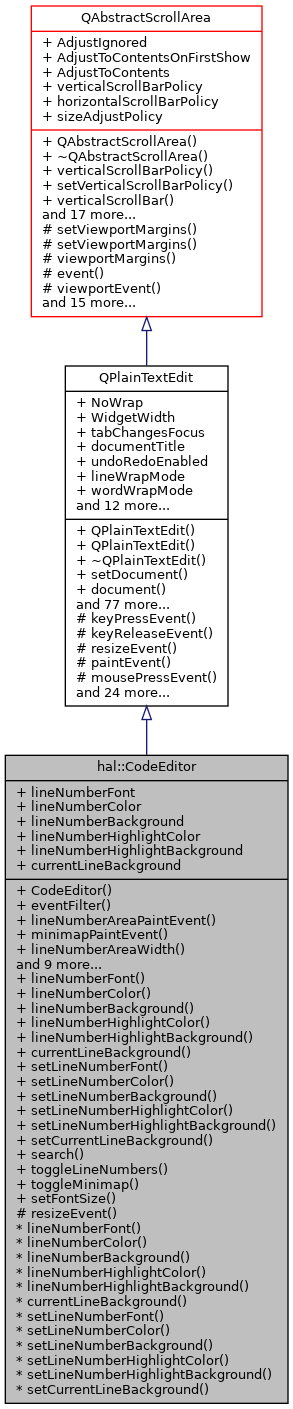 QAbstractScrollArea
+ AdjustIgnored
+ AdjustToContentsOnFirstShow
+ AdjustToContents
+ verticalScrollBarPolicy
+ horizontalScrollBarPolicy
+ sizeAdjustPolicy
+ QAbstractScrollArea()
+ ~QAbstractScrollArea()
+ verticalScrollBarPolicy()
+ setVerticalScrollBarPolicy()
+ verticalScrollBar()
and 17 more...
# setViewportMargins()
# setViewportMargins()
# viewportMargins()
# event()
# viewportEvent()
and 15 more...
QPlainTextEdit
+ NoWrap
+ WidgetWidth
+ tabChangesFocus
+ documentTitle
+ undoRedoEnabled
+ lineWrapMode
+ wordWrapMode
and 12 more...
+ QPlainTextEdit()
+ QPlainTextEdit()
+ ~QPlainTextEdit()
+ setDocument()
+ document()
and 77 more...
# keyPressEvent()
# keyReleaseEvent()
# resizeEvent()
# paintEvent()
# mousePressEvent()
and 24 more...
hal::CodeEditor
+ lineNumberFont
+ lineNumberColor
+ lineNumberBackground
+ lineNumberHighlightColor
+ lineNumberHighlightBackground
+ currentLineBackground
+ CodeEditor()
+ eventFilter()
+ lineNumberAreaPaintEvent()
+ minimapPaintEvent()
+ lineNumberAreaWidth()
and 9 more...
+ lineNumberFont()
+ lineNumberColor()
+ lineNumberBackground()
+ lineNumberHighlightColor()
+ lineNumberHighlightBackground()
+ currentLineBackground()
+ setLineNumberFont()
+ setLineNumberColor()
+ setLineNumberBackground()
+ setLineNumberHighlightColor()
+ setLineNumberHighlightBackground()
+ setCurrentLineBackground()
+ search()
+ toggleLineNumbers()
+ toggleMinimap()
+ setFontSize()
# resizeEvent()
* lineNumberFont()
* lineNumberColor()
* lineNumberBackground()
* lineNumberHighlightColor()
* lineNumberHighlightBackground()
* currentLineBackground()
* setLineNumberFont()
* setLineNumberColor()
* setLineNumberBackground()
* setLineNumberHighlightColor()
* setLineNumberHighlightBackground()
* setCurrentLineBackground()